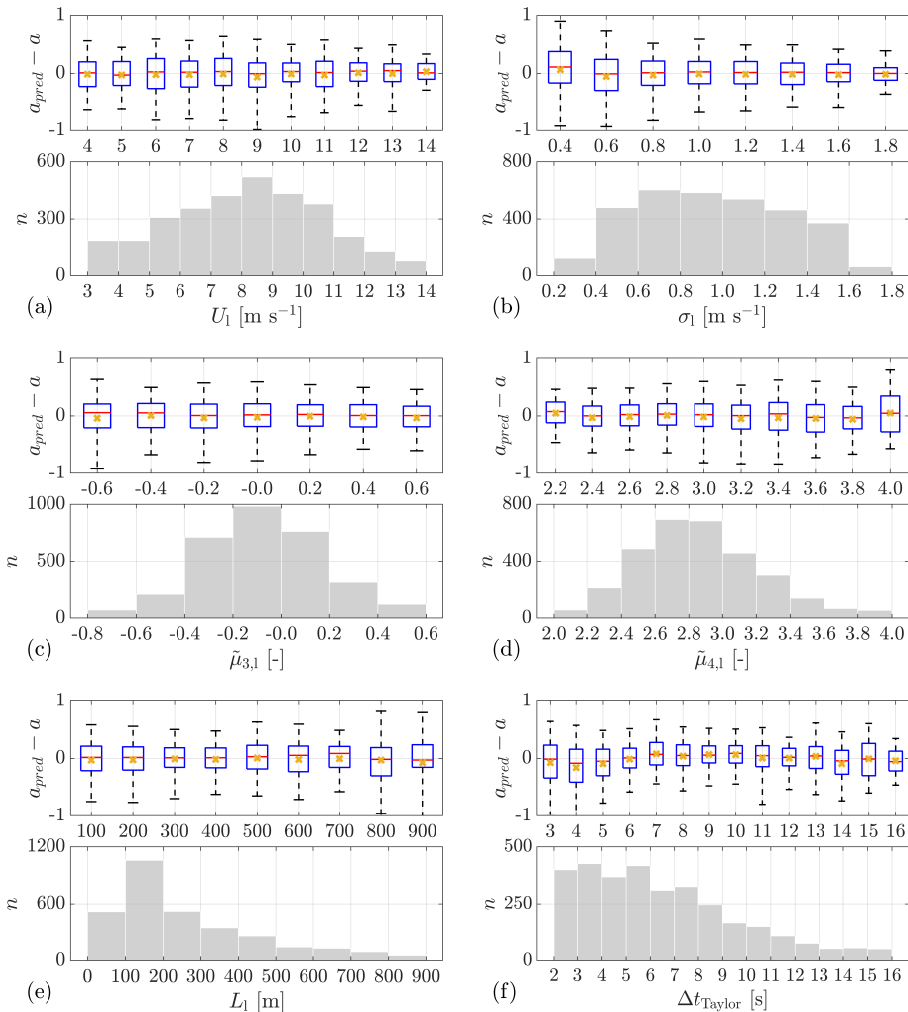 1
a_pred − a
0
-1
4 5 6 7 8 9 10 11 12 13 14
600
n
300
0
3 4 5 6 7 8 9 10 11 12 13 14
(a)
U_l [m s⁻¹]
1
a_pred − a
0
-1
0.4 0.6 0.8 1.0 1.2 1.4 1.6 1.8
800
n
400
0
0.2 0.4 0.6 0.8 1.0 1.2 1.6 1.8
(b)
σ_l [m s⁻¹]
1
a_pred − a
0
-1
-0.6 -0.4 -0.2 -0.0 0.2 0.4 0.6
1000
n
500
0
-0.8 -0.4 -0.2 -0.0 0.2 0.4 0.6
(c)
μ̃_3,l [-]
1
a_pred − a
0
-1
2.2 2.4 2.6 2.8 3.0 3.2 3.4 3.6 3.8 4.0
800
n
400
0
2.0 2.2 2.4 2.6 2.8 3.0 3.4 3.6 3.8 4.0
(d)
μ̃_4,l [-]
1
a_pred − a
0
-1
100 200 300 400 500 600 700 800 900
1200
n
600
0
0 100 200 300 400 500 600 700 800 900
(e)
L_l [m]
1
a_pred − a
0
-1
3 4 5 6 7 8 9 10 11 12 13 14 15 16
500
n
250
0
2 3 4 5 6 7 8 9 10 11 12 13 15 16
(f)
Δt_Taylor [s]